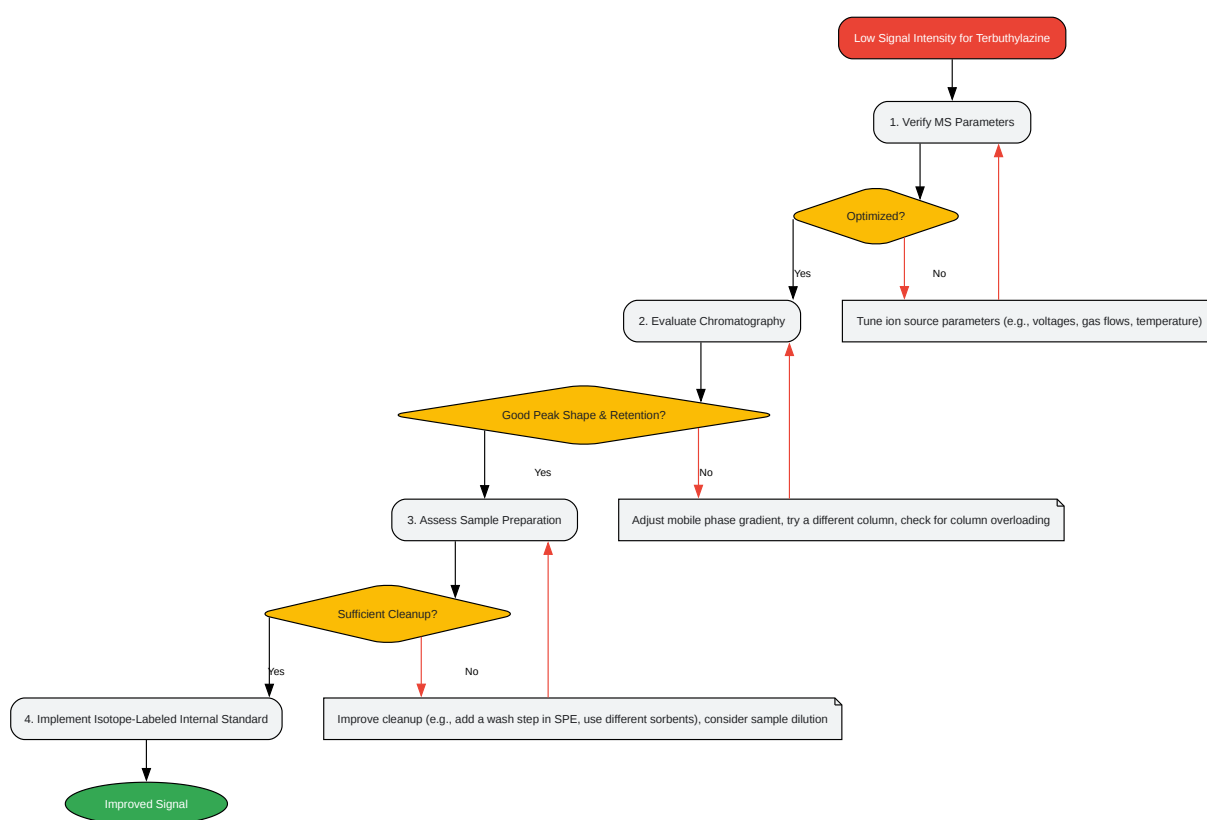 Low Signal Intensity for Terbuthylazine
1. Verify MS Parameters
Optimized?
Yes
No
2. Evaluate Chromatography
Tune ion source parameters (e.g., voltages, gas flows, temperature)
Good Peak Shape & Retention?
Yes
No
3. Assess Sample Preparation
Adjust mobile phase gradient, try a different column, check for column overloading
Sufficient Cleanup?
Yes
No
4. Implement Isotope-Labeled Internal Standard
Improve cleanup (e.g., add a wash step in SPE, use different sorbents), consider sample dilution
Improved Signal